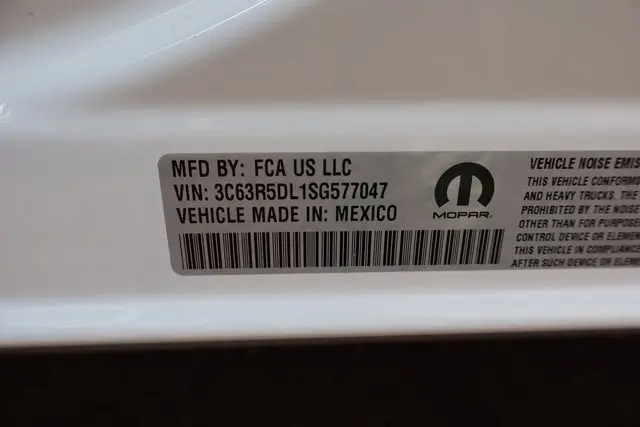 MFD BY: FCA US LLC
VIN: 3C63R5DL1SG577047
VEHICLE MADE IN: MEXICO
MOPAR
VEHICLE NOISE EMIS
THIS VEHICLE CONFORMS
AND HEAVY TRUCKS. THE
PROHIBITED BY THE NOISE
OTHER THAN FOR PURPOSE
CONTROL DEVICE OR ELEMEN
THIS VEHICLE IN COMPLIANC
AFTER SUCH DEVICE OR ELEME